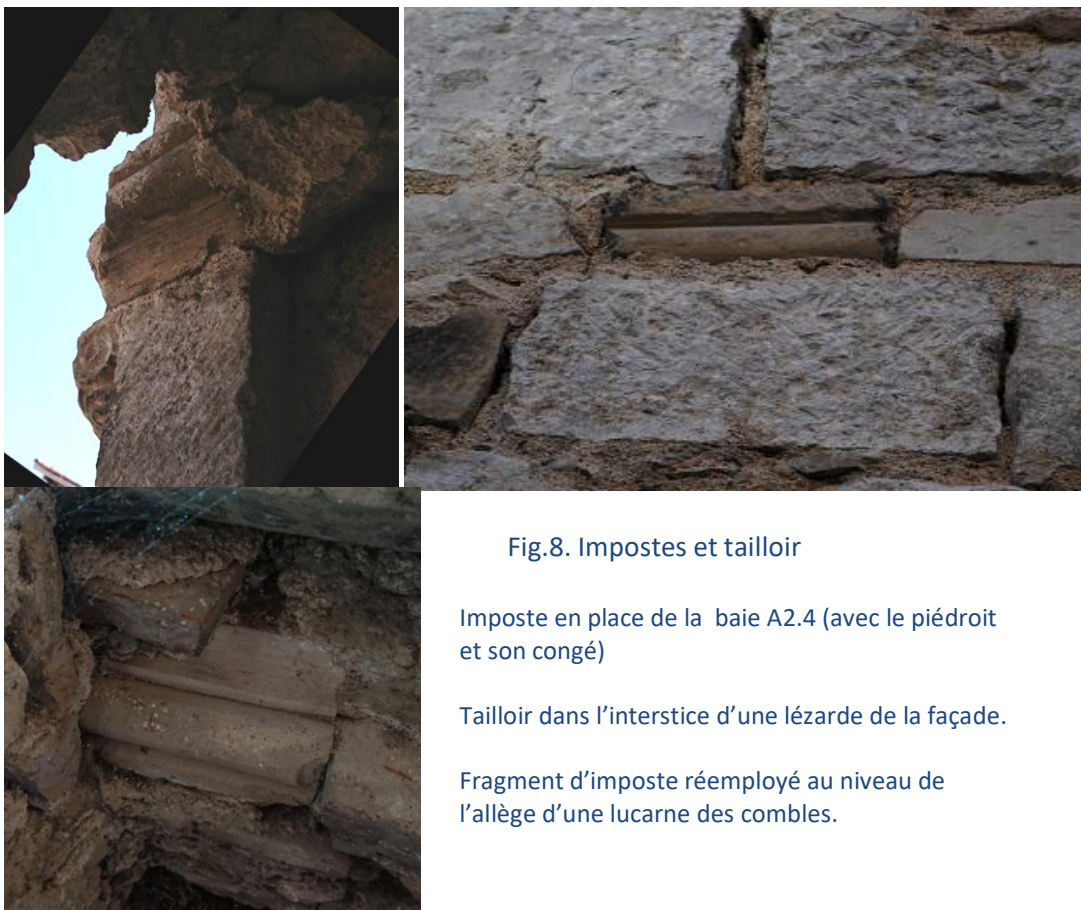 Fig.8. Impostes et tailloir
Imposte en place de la baie A2.4 (avec le piédroit
et son congé)
Tailloir dans l’interstice d’une lézarde de la façade.
Fragment d’imposte réemployé au niveau de
l’allège d’une lucarne des combles.